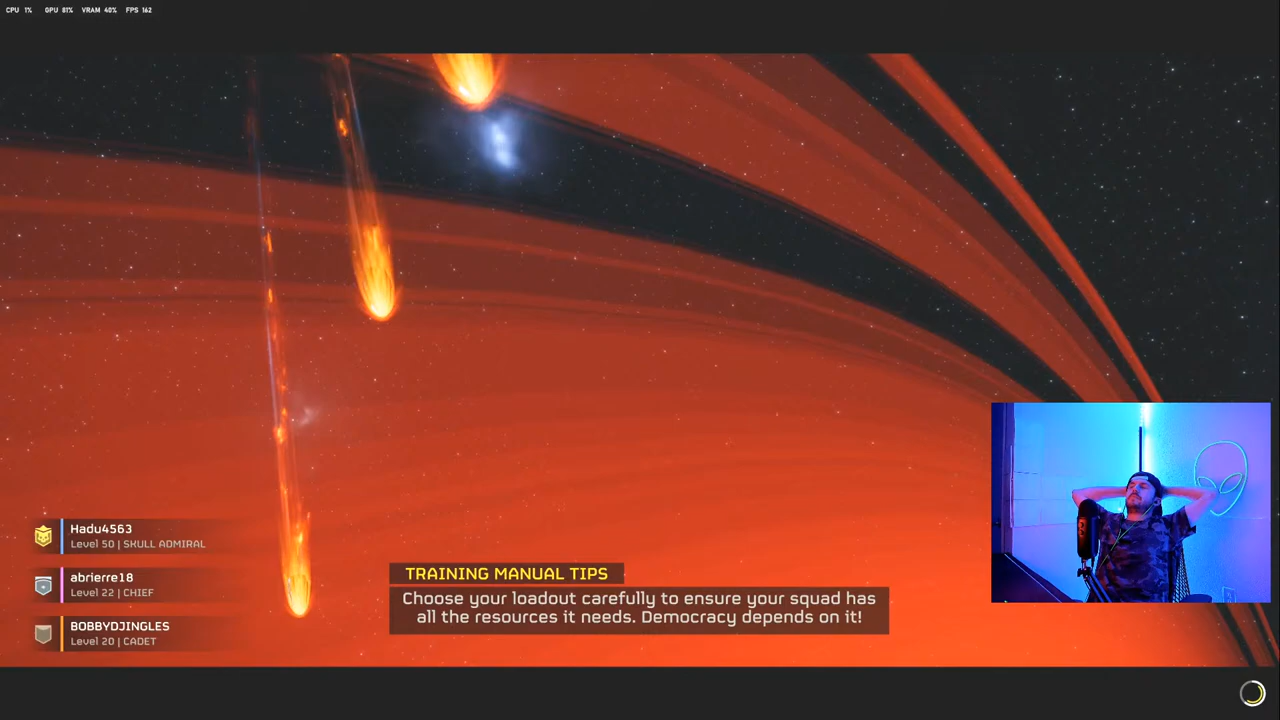 CPU 1% GPU 81% VRAM 40% FPS 162
Hadu4563
Level 50 | SKULL ADMIRAL
abrierre18
Level 22 | CHIEF
BOBBYDJINGLES
Level 20 | CADET
TRAINING MANUAL TIPS
Choose your loadout carefully to ensure your squad has
all the resources it needs. Democracy depends on it!